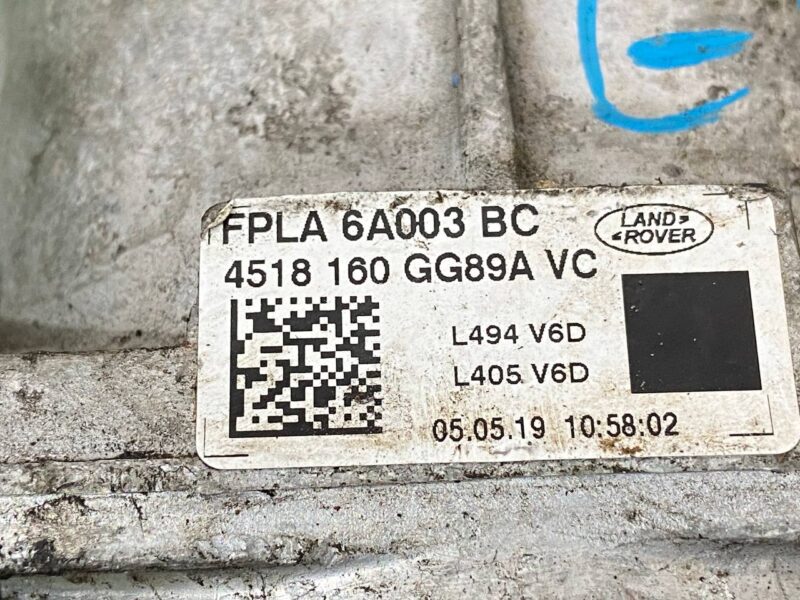 FPLA 6A003 BC
LAND
ROVER
4518 160 GG89A VC
L494 V6D
L405 V6D
05.05.19 10:58:02